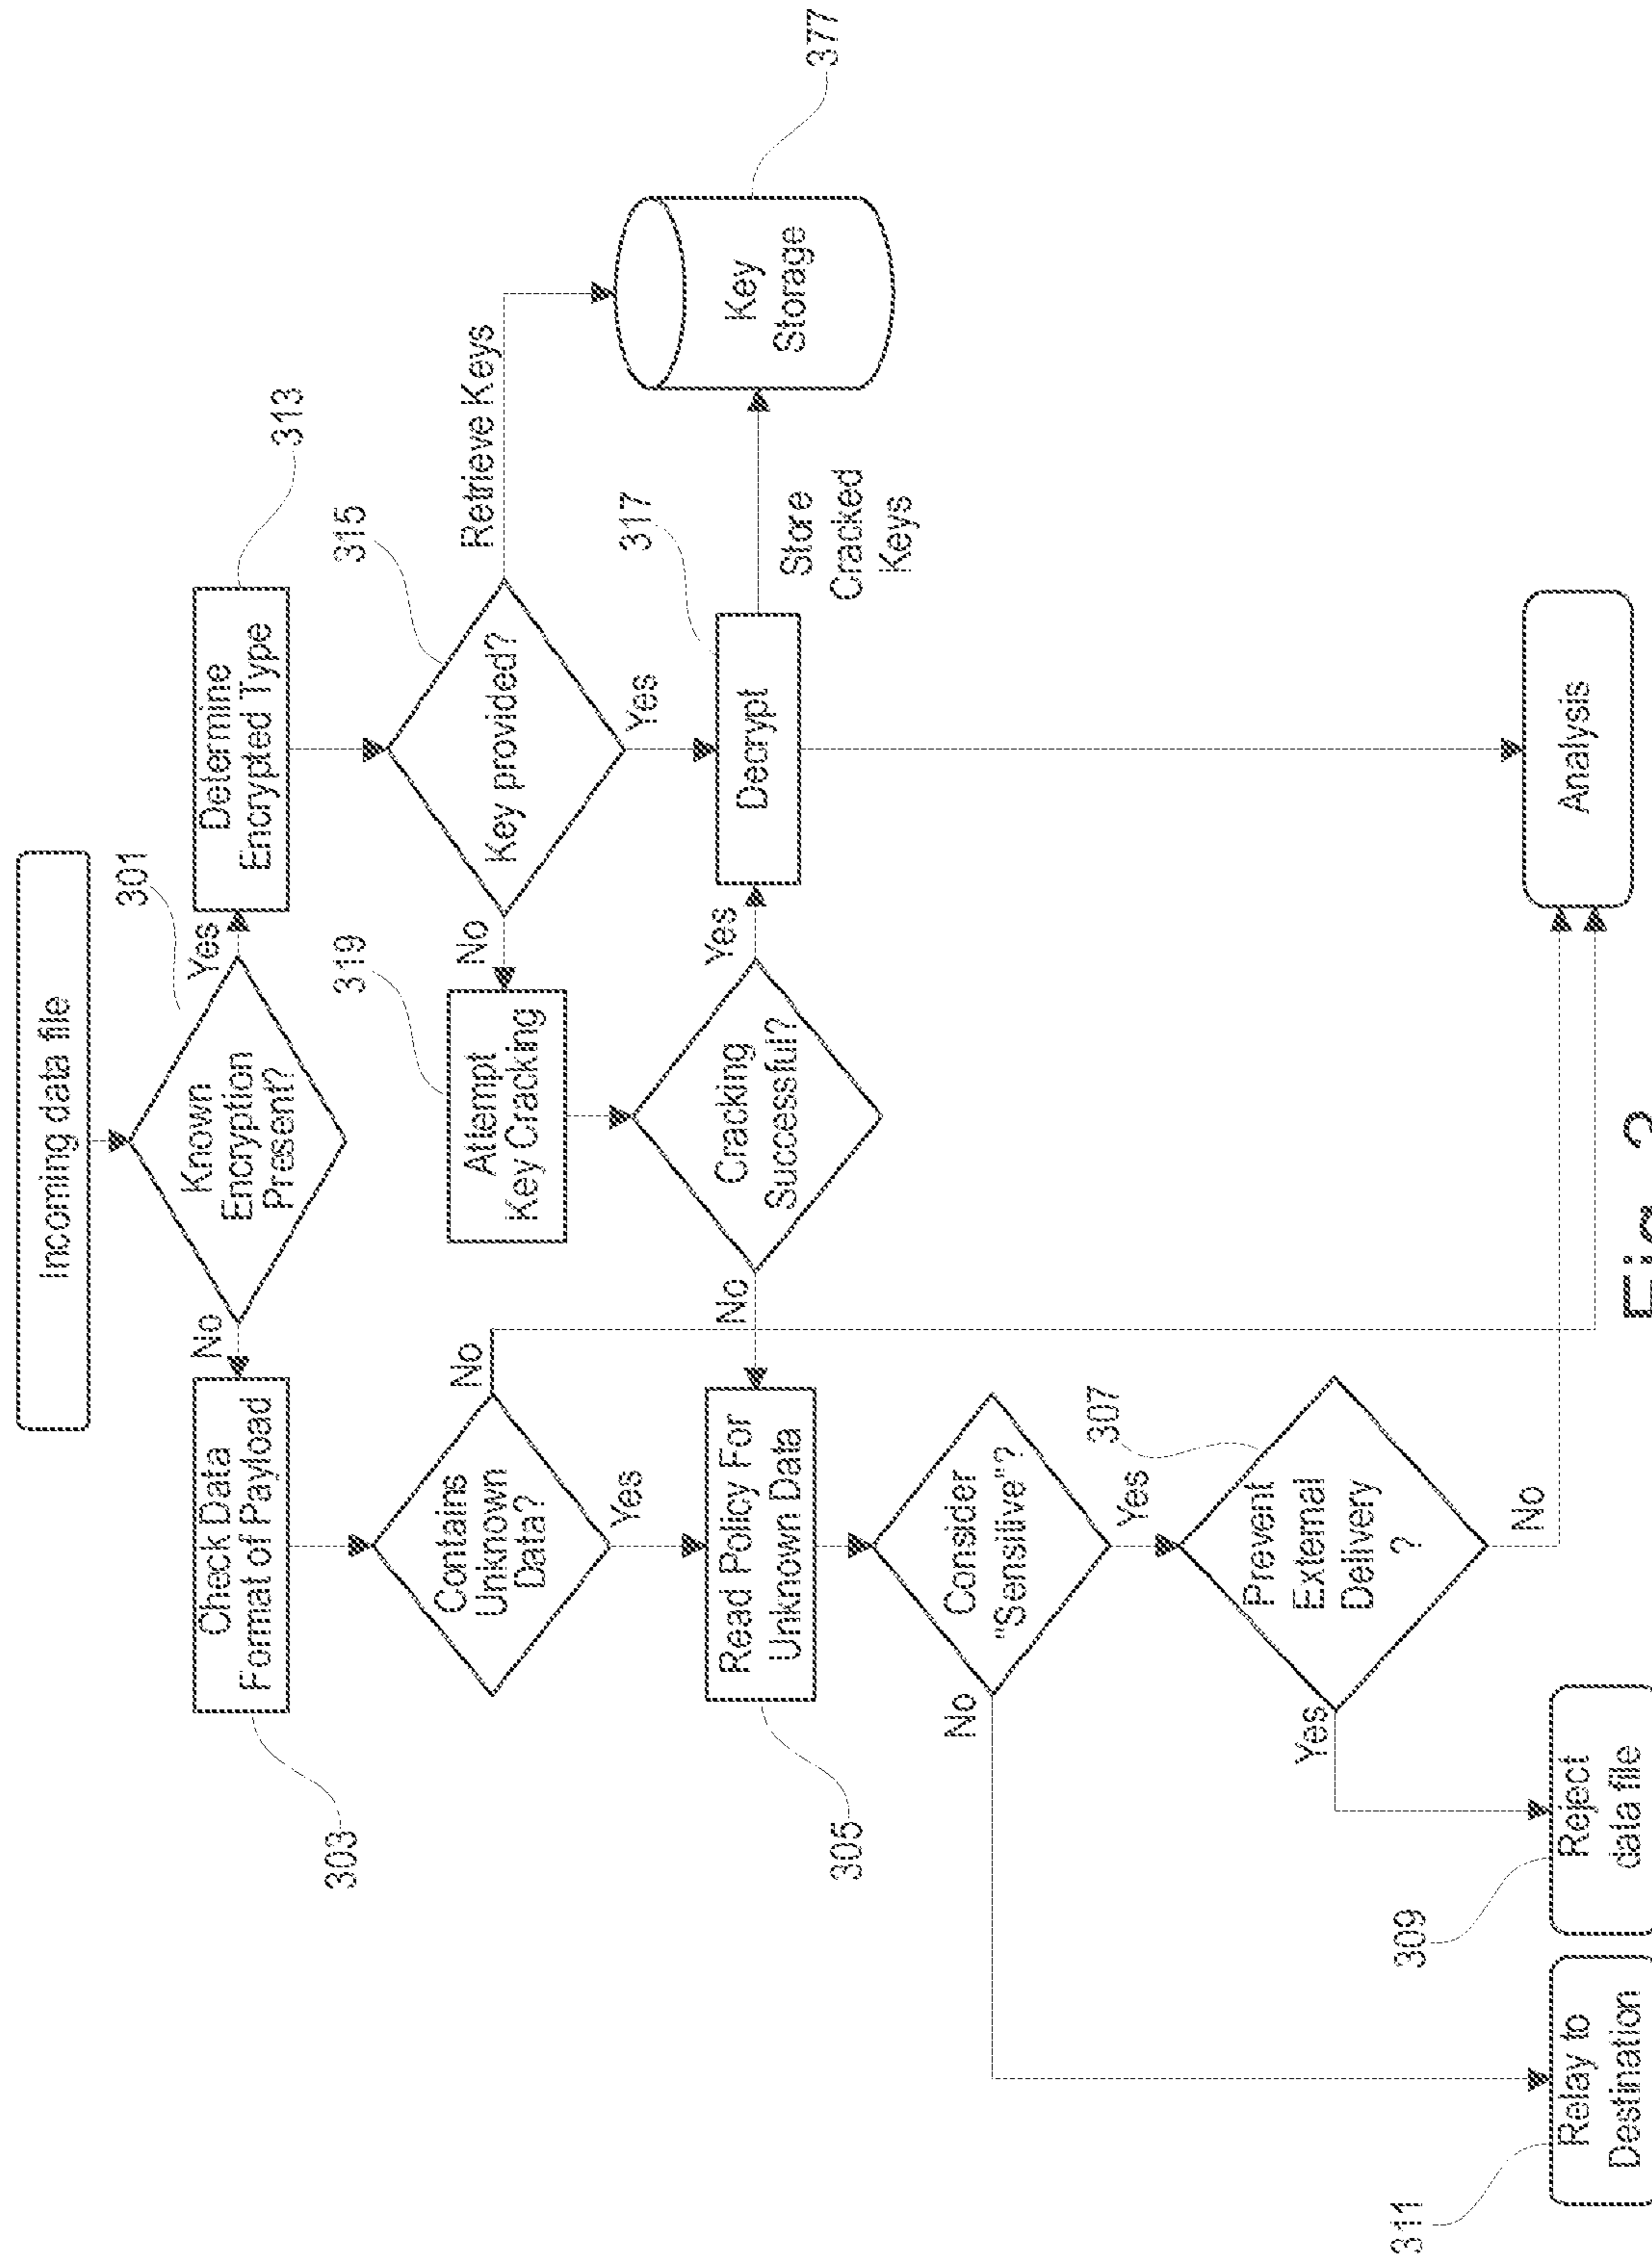 Incoming data file
301
Known
Encryption
Present?
No
Yes
Check Data
Format of Payload
303
Determine
Encrypted Type
313
Contains
Unknown
Data?
No
Yes
319
Attempt
Key Cracking
No
Key provided?
315
Yes
Retrieve Keys
Read Policy For
Unknown Data
305
No
Cracking
Successful?
Yes
Decrypt
317
Store
Cracked
Keys
Key
Storage
377
Consider
"Sensitive"?
No
Yes
307
Prevent
External
Delivery
?
Yes
No
311
Relay to
Destination
309
Reject
data file
Analysis